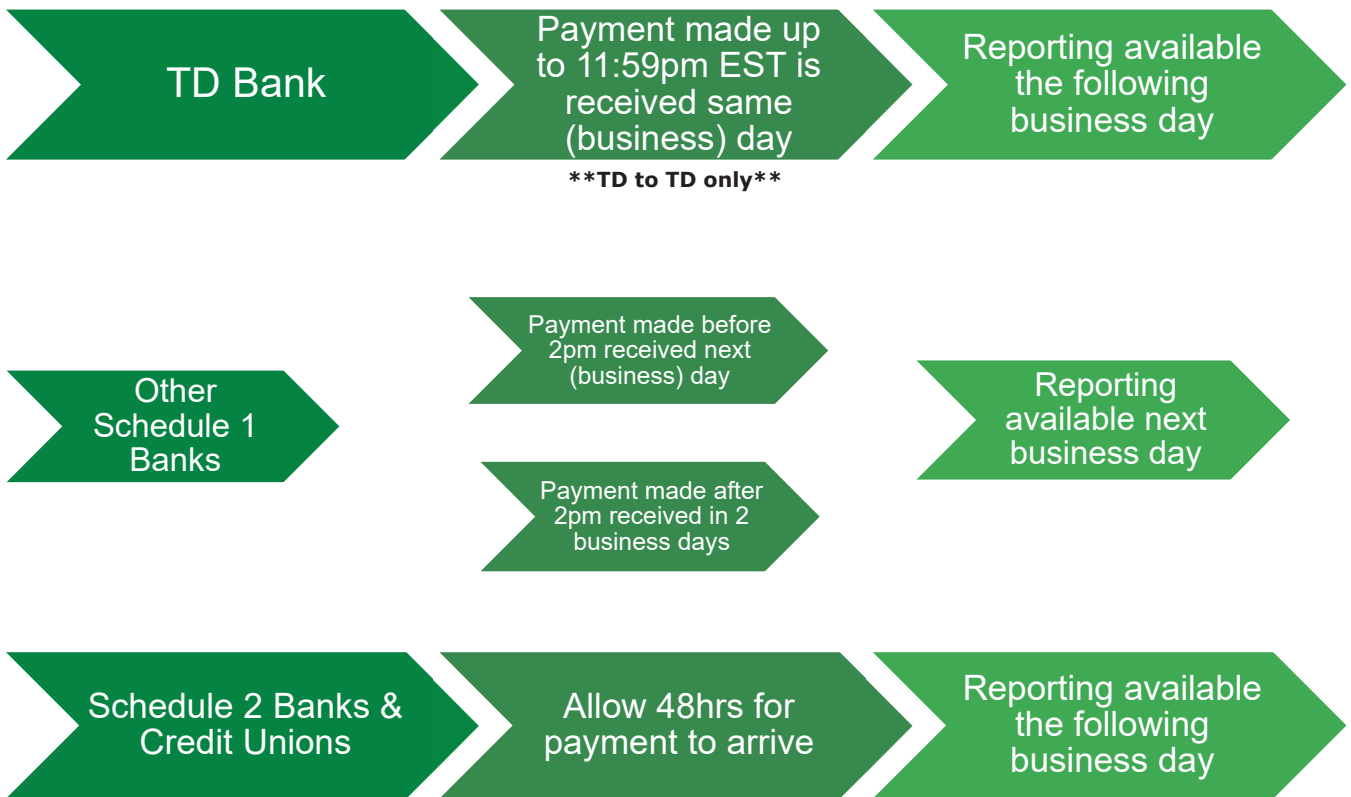 TD Bank
Payment made up
to 11:59pm EST is
received same
(business) day
Reporting available
the following
business day
**TD to TD only**
Other
Schedule 1
Banks
Payment made before
2pm received next
(business) day
Payment made after
2pm received in 2
business days
Reporting
available next
business day
Schedule 2 Banks &
Credit Unions
Allow 48hrs for
payment to arrive
Reporting available
the following
business day